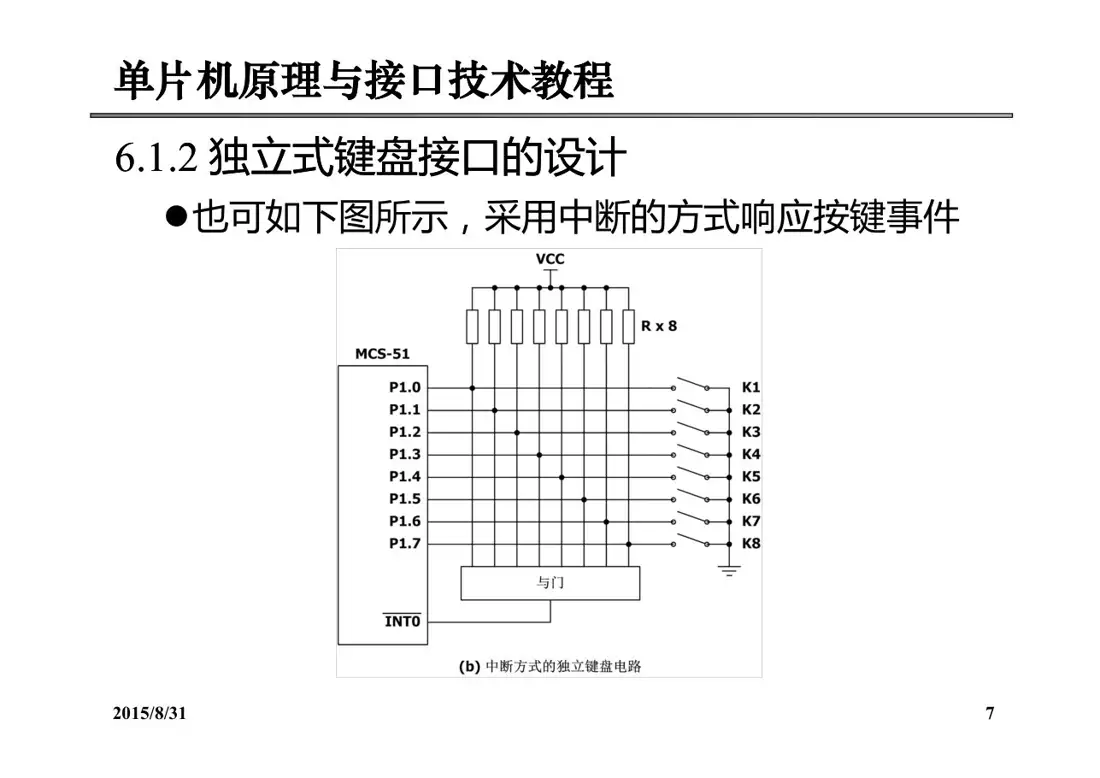 单片机原理与接口技术教程
6.1.2 独立式键盘接口的设计
●也可如下图所示，采用中断的方式响应按键事件
VCC
R x 8
MCS-51
P1.0 K1
P1.1 K2
P1.2 K3
P1.3 K4
P1.4 K5
P1.5 K6
P1.6 K7
P1.7 K8
与门
INT0
(b) 中断方式的独立键盘电路
2015/8/31 7